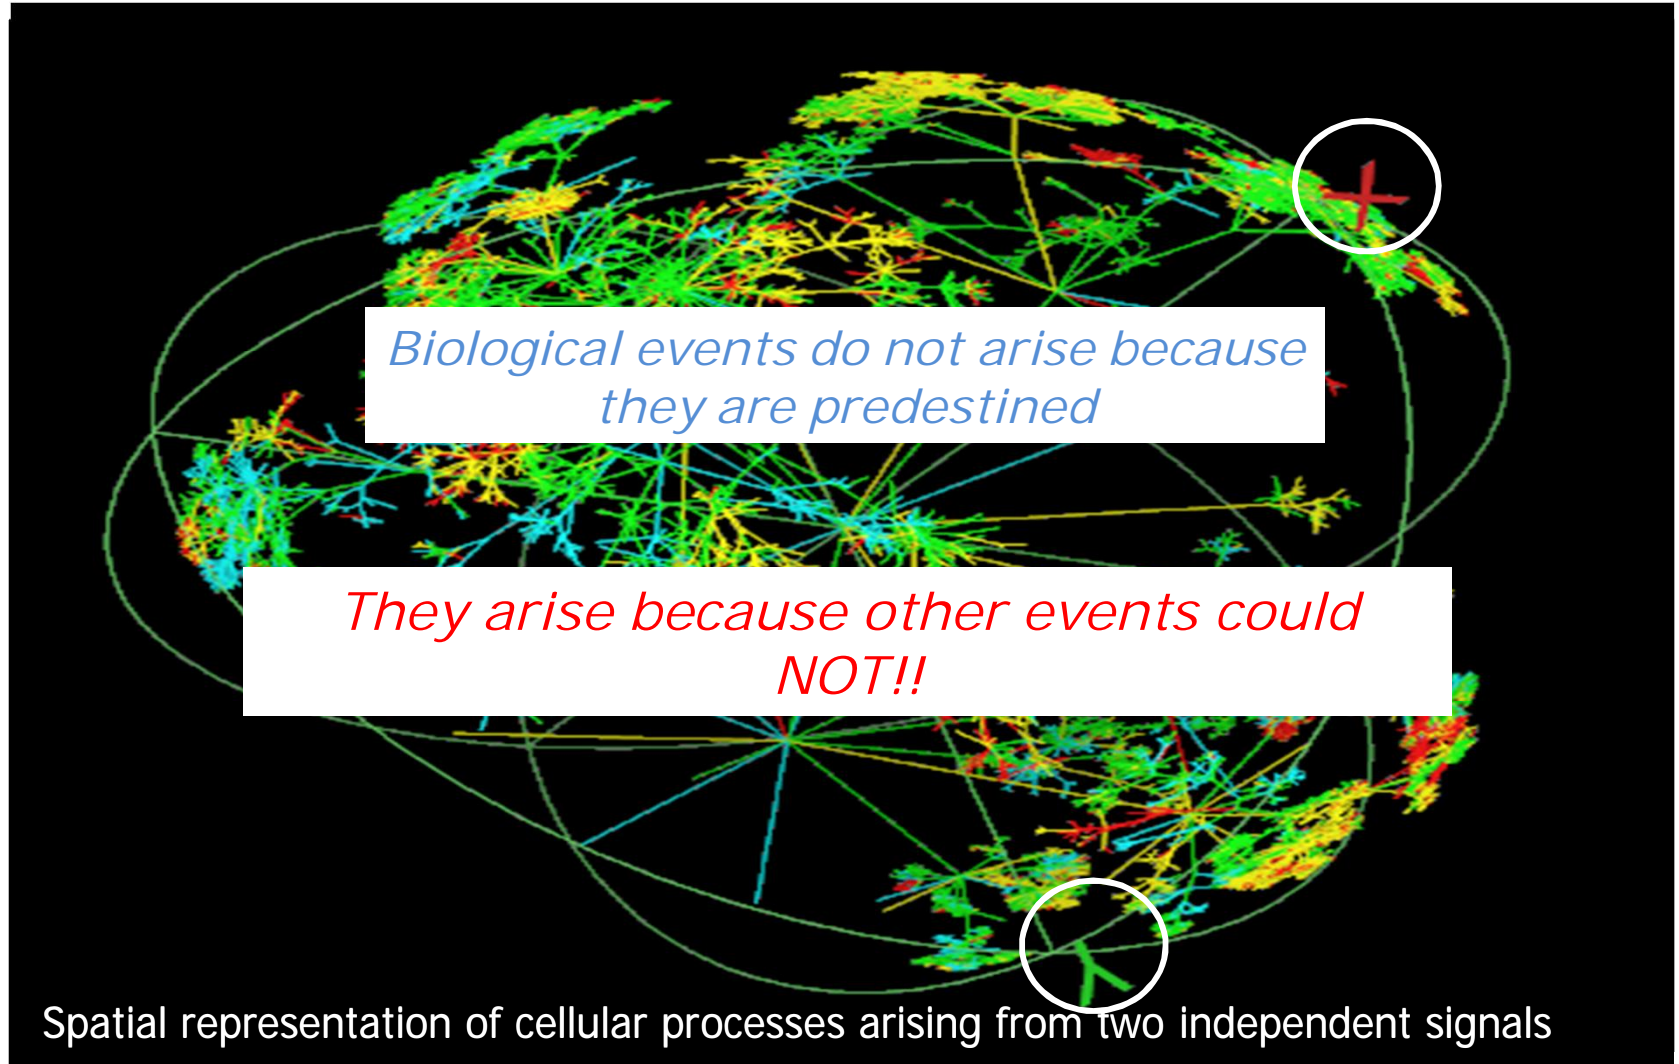 Biological events do not arise because
they are predestined
They arise because other events could
NOT!!
Spatial representation of cellular processes arising from two independent signals